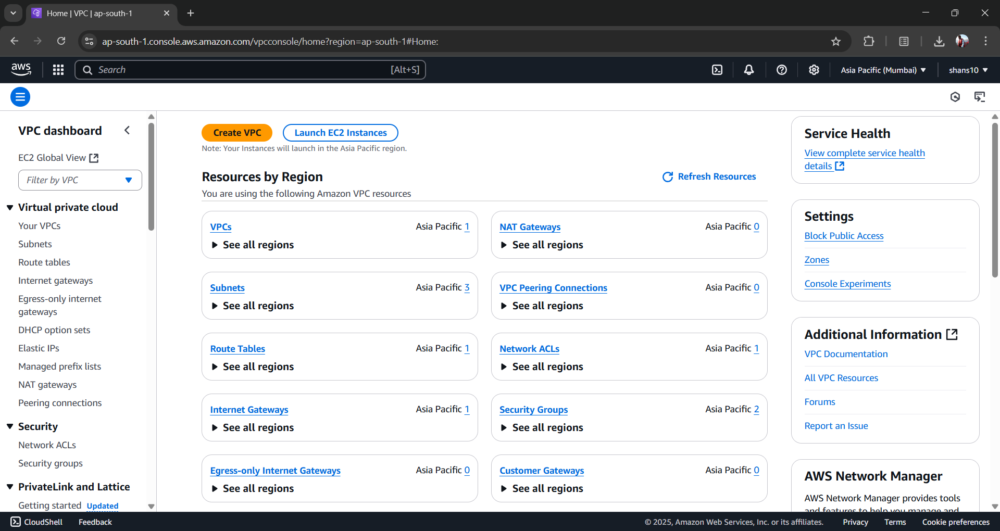 Home | VPC | ap-south-1
ap-south-1.console.aws.amazon.com/vpcconsole/home?region=ap-south-1#Home:
aws
Search
[Alt+S]
Asia Pacific (Mumbai)
shans10
VPC dashboard
EC2 Global View
Filter by VPC
Virtual private cloud
Your VPCs
Subnets
Route tables
Internet gateways
Egress-only internet
gateways
DHCP option sets
Elastic IPs
Managed prefix lists
NAT gateways
Peering connections
Security
Network ACLs
Security groups
PrivateLink and Lattice
Getting started Updated
Create VPC
Launch EC2 Instances
Note: Your Instances will launch in the Asia Pacific region.
Resources by Region
Refresh Resources
You are using the following Amazon VPC resources
VPCs
Asia Pacific 1
See all regions
NAT Gateways
Asia Pacific 0
See all regions
Subnets
Asia Pacific 3
See all regions
VPC Peering Connections
Asia Pacific 0
See all regions
Route Tables
Asia Pacific 1
See all regions
Network ACLs
Asia Pacific 1
See all regions
Internet Gateways
Asia Pacific 1
See all regions
Security Groups
Asia Pacific 2
See all regions
Egress-only Internet Gateways
Asia Pacific 0
See all regions
Customer Gateways
Asia Pacific 0
See all regions
Service Health
View complete service health
details
Settings
Block Public Access
Zones
Console Experiments
Additional Information
VPC Documentation
All VPC Resources
Forums
Report an Issue
AWS Network Manager
AWS Network Manager provides tools
and features to help you manage and
CloudShell
Feedback
© 2025, Amazon Web Services, Inc. or its affiliates.
Privacy
Terms
Cookie preferences